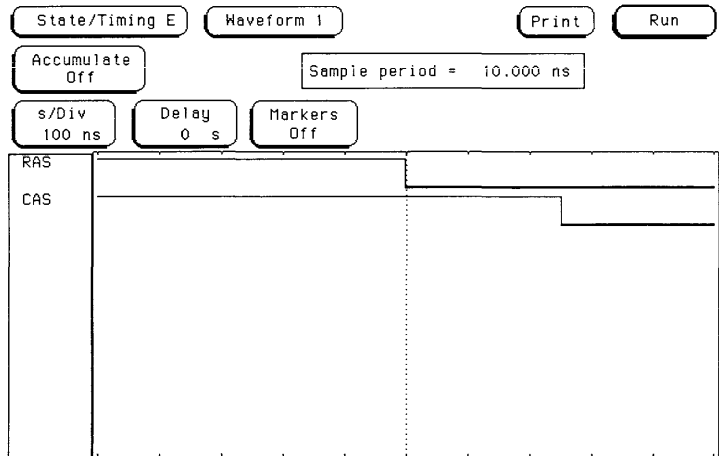 State/Timing E Waveform 1 Print Run
Accumulate
Off
Sample period = 10.000 ns
s/Div
100 ns
Delay
0 s
Markers
Off
RAS
CAS